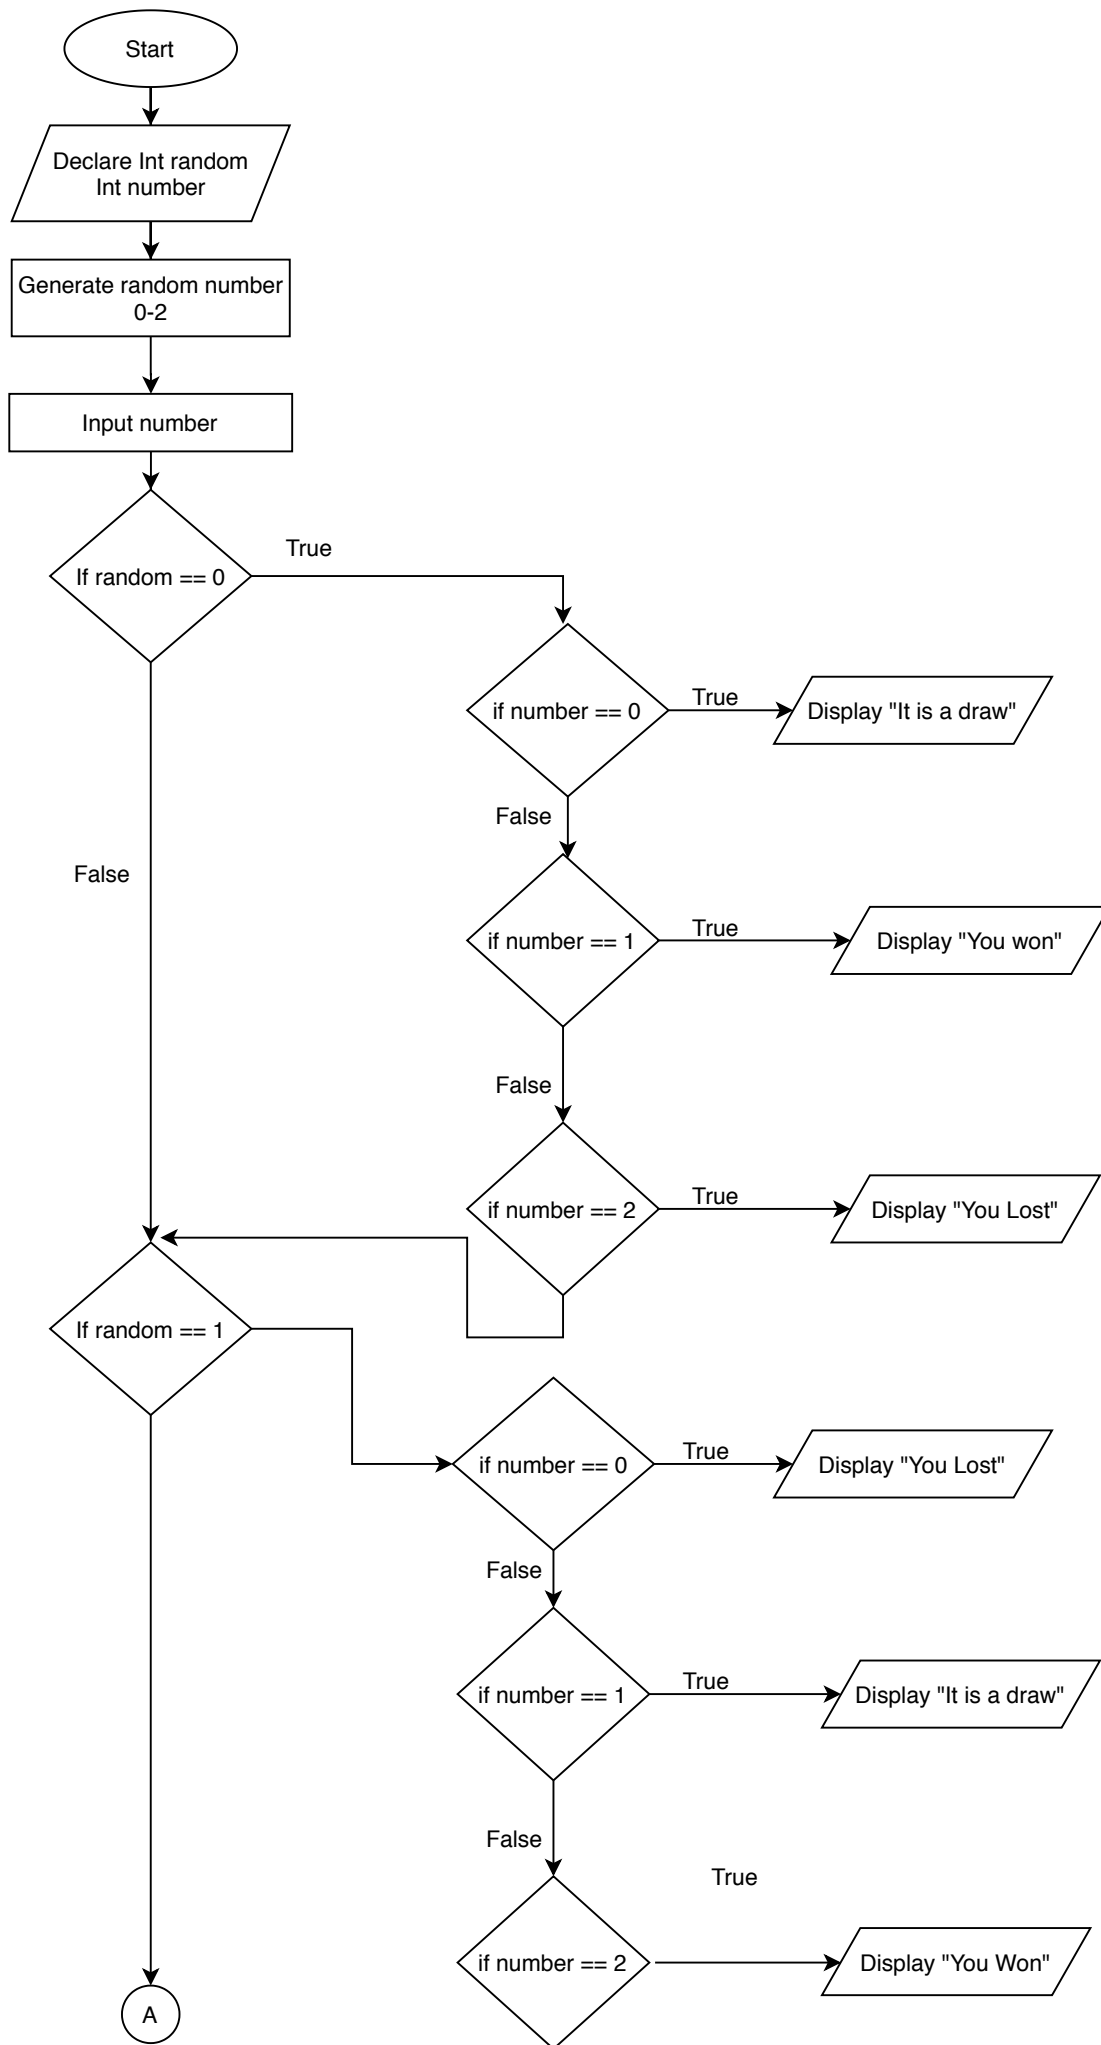 Start
Declare Int random
Int number
Generate random number
0-2
Input number
If random == 0
True
if number == 0
True
Display "It is a draw"
False
False
if number == 1
True
Display "You won"
False
if number == 2
True
Display "You Lost"
If random == 1
if number == 0
True
Display "You Lost"
False
if number == 1
True
Display "It is a draw"
False
True
if number == 2
Display "You Won"
A